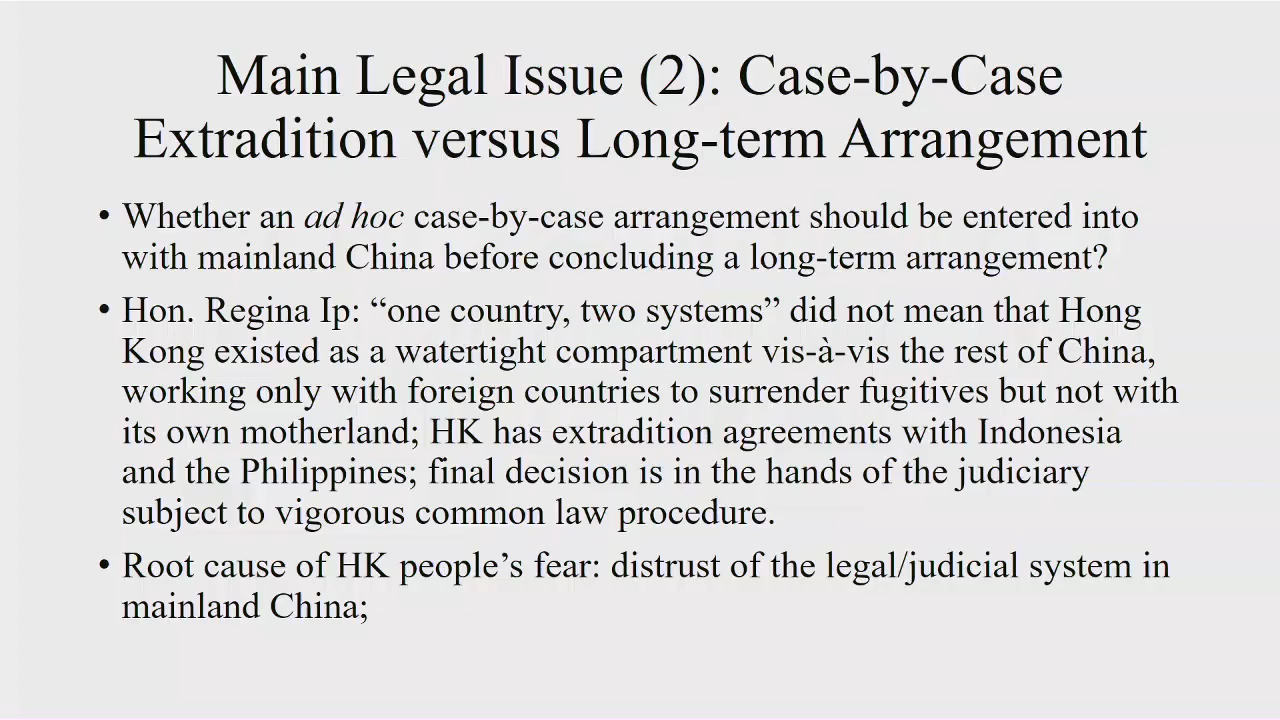 Main Legal Issue (2): Case-by-Case
Extradition versus Long-term Arrangement
• Whether an ad hoc case-by-case arrangement should be entered into
with mainland China before concluding a long-term arrangement?
• Hon. Regina Ip: “one country, two systems” did not mean that Hong
Kong existed as a watertight compartment vis-à-vis the rest of China,
working only with foreign countries to surrender fugitives but not with
its own motherland; HK has extradition agreements with Indonesia
and the Philippines; final decision is in the hands of the judiciary
subject to vigorous common law procedure.
• Root cause of HK people’s fear: distrust of the legal/judicial system in
mainland China;